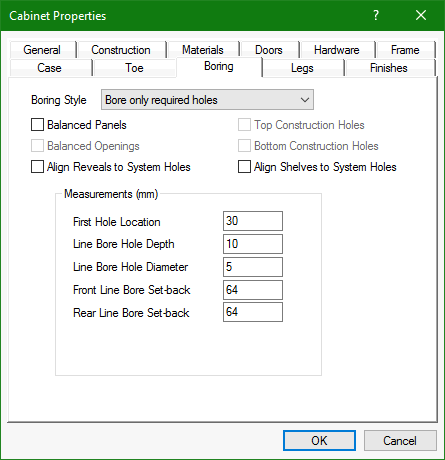 Cabinet Properties
General Construction Materials Doors Hardware Frame
Case Toe Boring Legs Finishes
Boring Style Bore only required holes
Balanced Panels Top Construction Holes
Balanced Openings Bottom Construction Holes
Align Reveals to System Holes Align Shelves to System Holes
Measurements (mm)
First Hole Location 30
Line Bore Hole Depth 10
Line Bore Hole Diameter 5
Front Line Bore Set-back 64
Rear Line Bore Set-back 64
OK Cancel